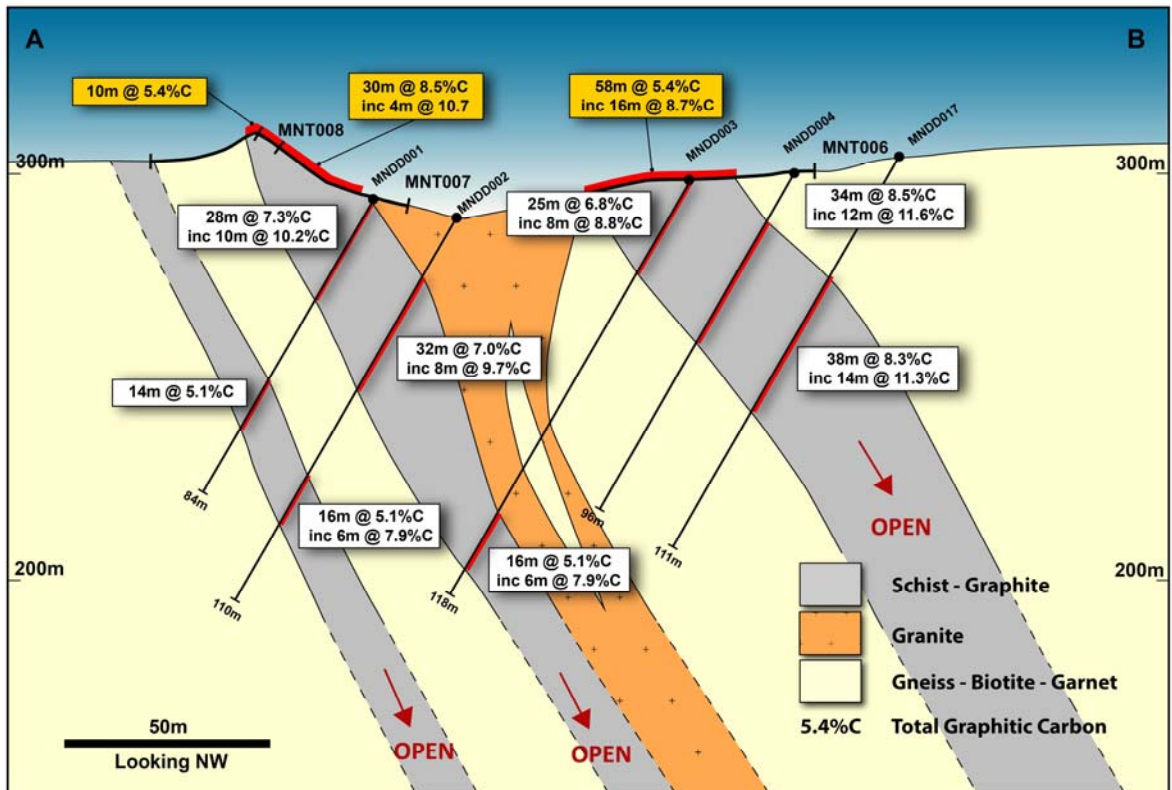 A
B
10m @ 5.4%C
30m @ 8.5%C
inc 4m @ 10.7
58m @ 5.4%C
inc 16m @ 8.7%C
MNDD003
MNDD004
MNDD017
MNT008
MNT006
MNDD001
MNT007
MNDD002
300m
300m
28m @ 7.3%C
inc 10m @ 10.2%C
25m @ 6.8%C
inc 8m @ 8.8%C
34m @ 8.5%C
inc 12m @ 11.6%C
32m @ 7.0%C
inc 8m @ 9.7%C
38m @ 8.3%C
inc 14m @ 11.3%C
14m @ 5.1%C
84m
16m @ 5.1%C
inc 6m @ 7.9%C
96m
OPEN
111m
16m @ 5.1%C
inc 6m @ 7.9%C
200m
200m
110m
118m
Schist - Graphite
Granite
Gneiss - Biotite - Garnet
5.4%C Total Graphitic Carbon
50m
Looking NW
OPEN
OPEN